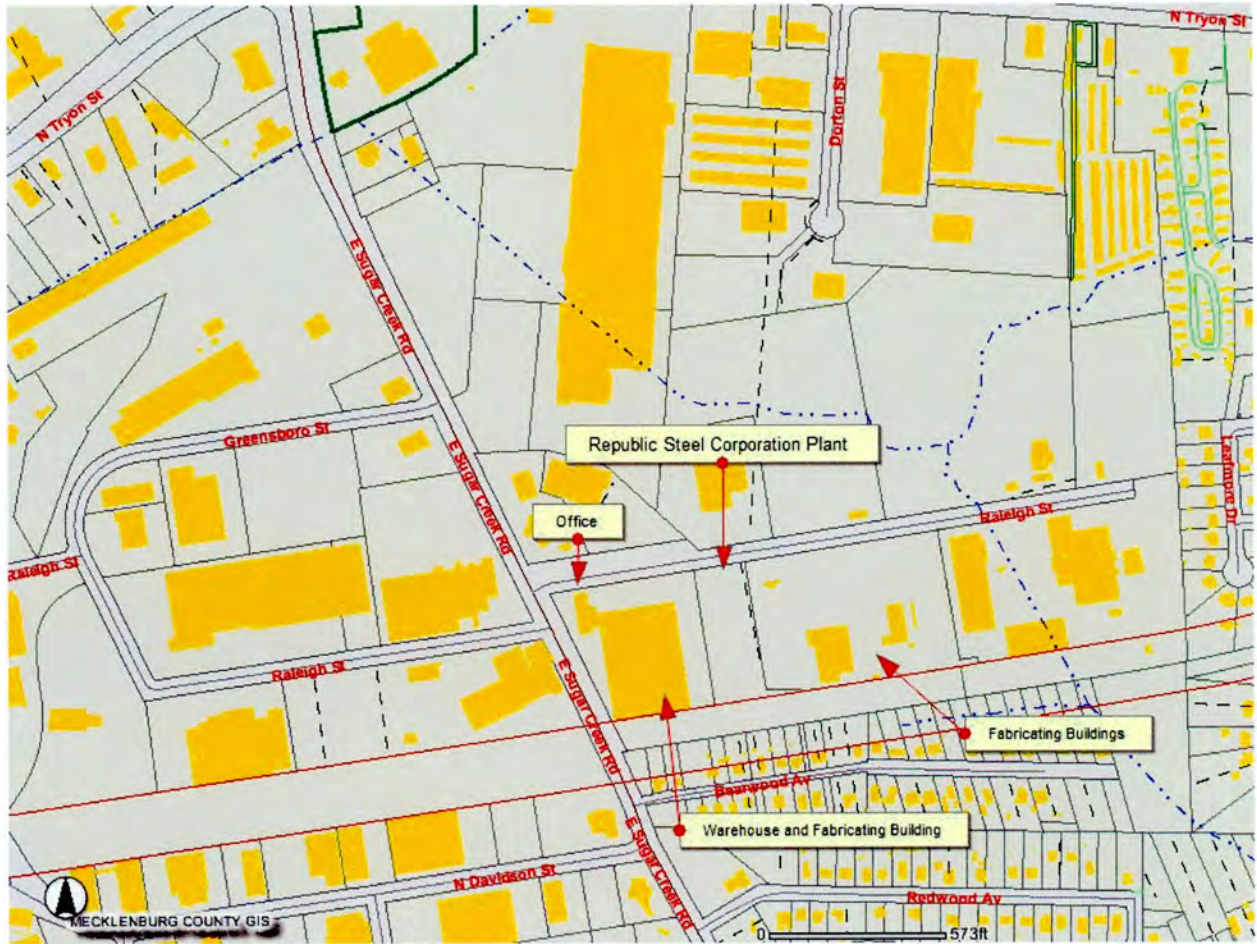 N Tryon St
N Tryon St
Dorton St
E Sugar Creek Rd
Greensboro St
E Sugar Creek Rd
Republic Steel Corporation Plant
Learmore Dr
Office
Raleigh St
Raleigh St
Raleigh St
E Sugar Creek Rd
Fabricating Buildings
Bearwood Av
Warehouse and Fabricating Building
E Sugar Creek Rd
N Davidson St
Redwood Av
MECKLENBURG COUNTY GIS
0 573ft